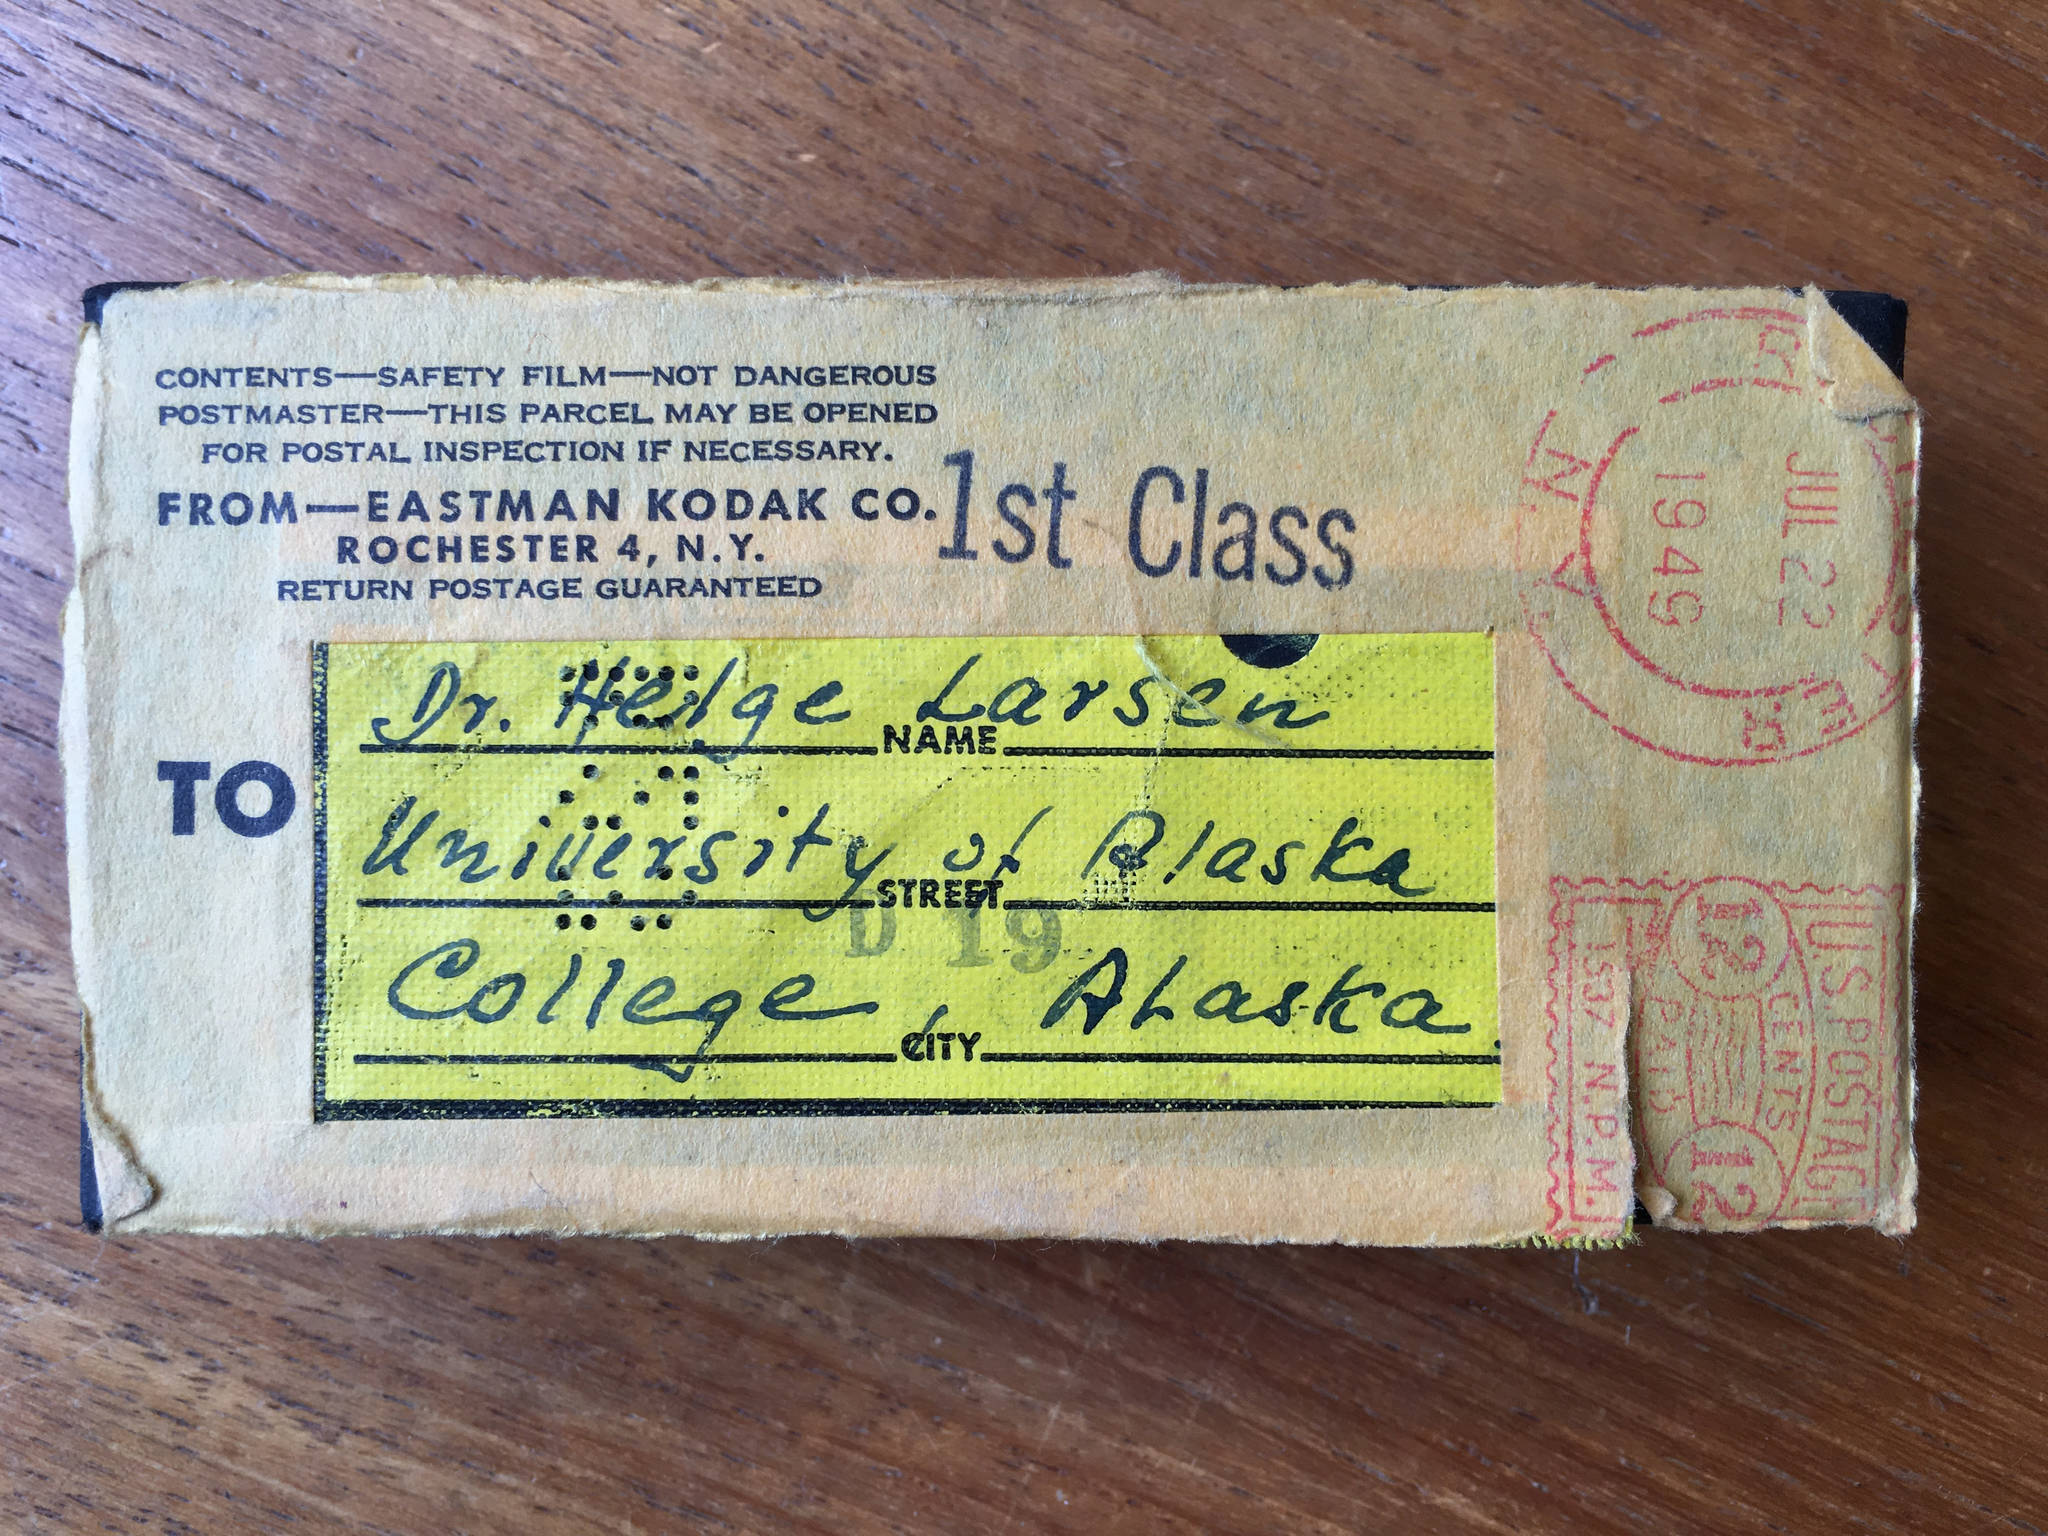 CONTENTS—SAFETY FILM—NOT DANGEROUS
POSTMASTER—THIS PARCEL MAY BE OPENED
FOR POSTAL INSPECTION IF NECESSARY.
FROM—EASTMAN KODAK CO.
ROCHESTER 4, N.Y.
RETURN POSTAGE GUARANTEED
1st Class
TO
Dr. Helge Larsen
NAME
University of Alaska
STREET
D 19
College, Alaska
CITY
JUL 22
1949
N.Y.
U.S. POSTAGE
12 CENTS 12
PAID
N.P.M.